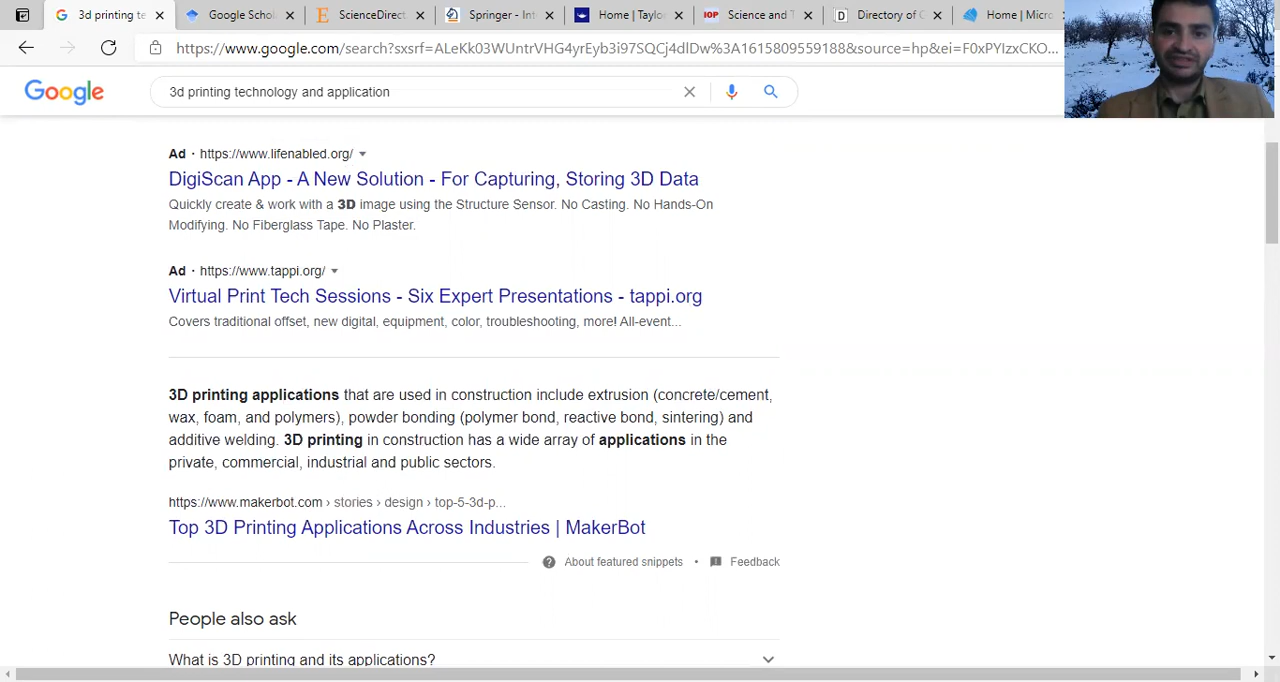 3d printing te
Google Schola
ScienceDirect
Springer - Int
Home | Taylor
IOP
Science and T
Directory of O
Home | Micro
https://www.google.com/search?sxsrf=ALeKk03WUntrVHG4yrEyb3i97SQCj4dlDw%3A1615809559188&source=hp&ei=F0xPYIzxCKO...
Google
3d printing technology and application
Ad · https://www.lifenabled.org/
DigiScan App - A New Solution - For Capturing, Storing 3D Data
Quickly create & work with a 3D image using the Structure Sensor. No Casting. No Hands-On
Modifying. No Fiberglass Tape. No Plaster.
Ad · https://www.tappi.org/
Virtual Print Tech Sessions - Six Expert Presentations - tappi.org
Covers traditional offset, new digital, equipment, color, troubleshooting, more! All-event...
3D printing applications that are used in construction include extrusion (concrete/cement,
wax, foam, and polymers), powder bonding (polymer bond, reactive bond, sintering) and
additive welding. 3D printing in construction has a wide array of applications in the
private, commercial, industrial and public sectors.
https://www.makerbot.com › stories › design › top-5-3d-p...
Top 3D Printing Applications Across Industries | MakerBot
About featured snippets • Feedback
People also ask
What is 3D printing and its applications?